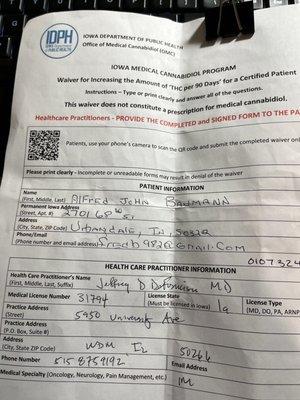 IDPH
IOWA DEPARTMENT OF PUBLIC HEALTH
Office of Medical Cannabidiol (OMC)
IOWA MEDICAL CANNABIDIOL PROGRAM
Waiver for Increasing the Amount of 'THC per 90 Days' for a Certified Patient
Instructions – Type or print clearly and answer all of the questions.
This waiver does not constitute a prescription for medical cannabidiol.
Healthcare Practitioners - PROVIDE THE COMPLETED and SIGNED FORM TO THE PA
Patients, use your phone's camera to scan the QR code and submit the completed waiver onl
Please print clearly - Incomplete or unreadable forms may result in denial of the waiver
PATIENT INFORMATION
Name
(First, Middle, Last) Alfred John Baumann
Permanent Iowa Address
(Street, Apt. #) 2701 68th St
Address
(City, State, ZIP Code) Urbandale, IA, 50322
Phone/Email
(Phone number and email address)
0107324
HEALTH CARE PRACTITIONER INFORMATION
Health Care Practitioner's Name
(First, Middle, Last, Suffix) Jeffrey D MD
Medical License Number 31794
License State
(Must be licensed in Iowa) Ia
License Type
(MD, DO, PA, ARNP
Practice Address
(Street) 5950 University Ave
Practice Address
(P.O. Box, Suite #)
Address
(City, State, ZIP Code) WDM Ia 50266
Phone Number 515 8759192
Email Address
Medical Specialty (Oncology, Neurology, Pain Management, etc.) IM